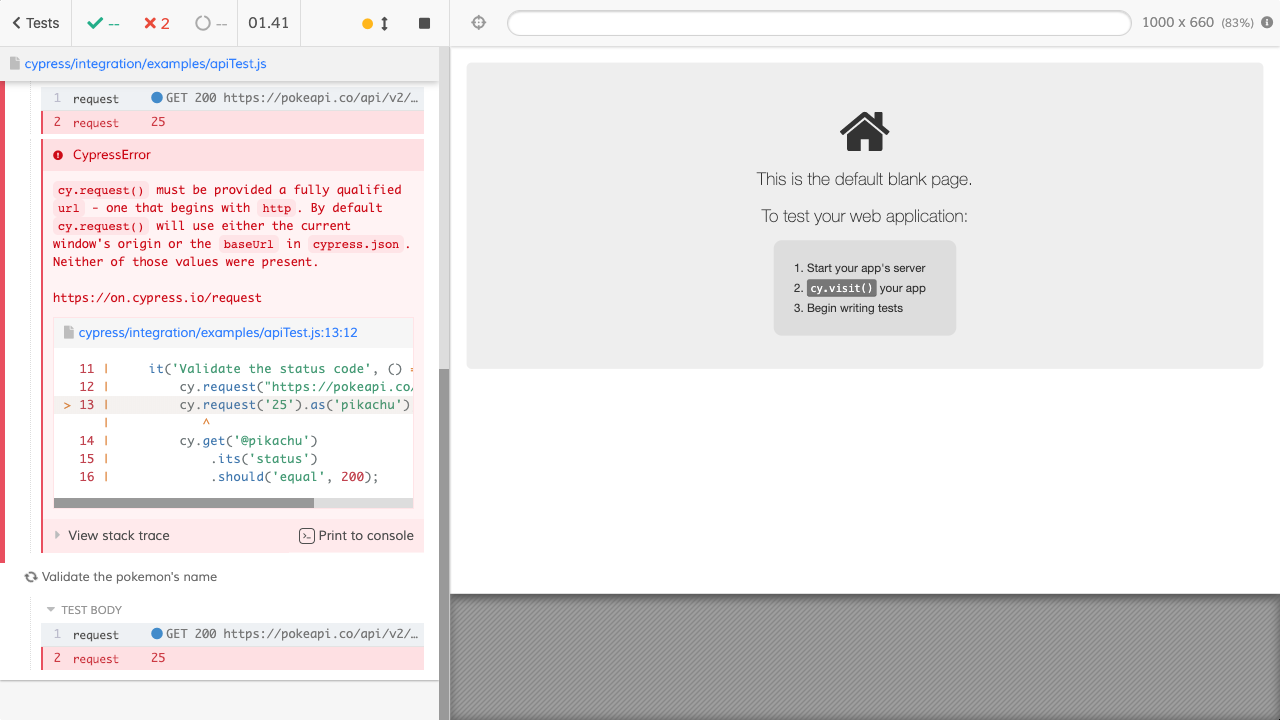 Tests
--
2
--
01.41
1000 x 660 (83%)
cypress/integration/examples/apiTest.js
1 request GET 200 https://pokeapi.co/api/v2/…
2 request 25
CypressError
cy.request() must be provided a fully qualified
url - one that begins with http. By default
cy.request() will use either the current
window's origin or the baseUrl in cypress.json.
Neither of those values were present.
https://on.cypress.io/request
cypress/integration/examples/apiTest.js:13:12
11 | it('Validate the status code', () =
12 | cy.request("https://pokeapi.co/
> 13 | cy.request('25').as('pikachu')
| ^
14 | cy.get('@pikachu')
15 | .its('status')
16 | .should('equal', 200);
View stack trace
Print to console
Validate the pokemon's name
TEST BODY
1 request GET 200 https://pokeapi.co/api/v2/…
2 request 25
This is the default blank page.
To test your web application:
1. Start your app's server
2. cy.visit() your app
3. Begin writing tests